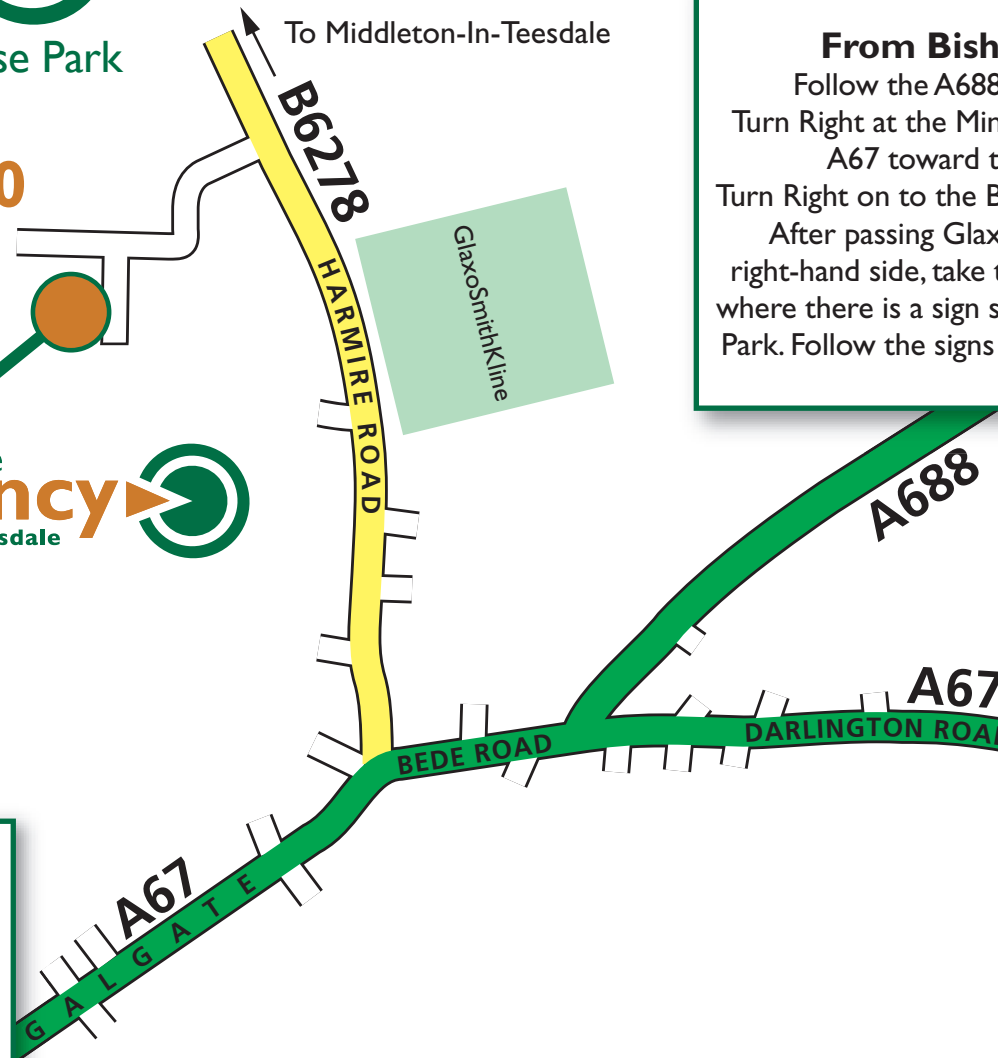 To Middleton-In-Teesdale
se Park
B6278
0
HARMIRE ROAD
GlaxoSmithKline
From Bish
Follow the A688
Turn Right at the Min
A67 toward t
Turn Right on to the B
After passing Glax
right-hand side, take t
where there is a sign s
Park. Follow the signs
e
ncy
sdale
A688
A67
BEDE ROAD
DARLINGTON ROA
A67
GALGATE